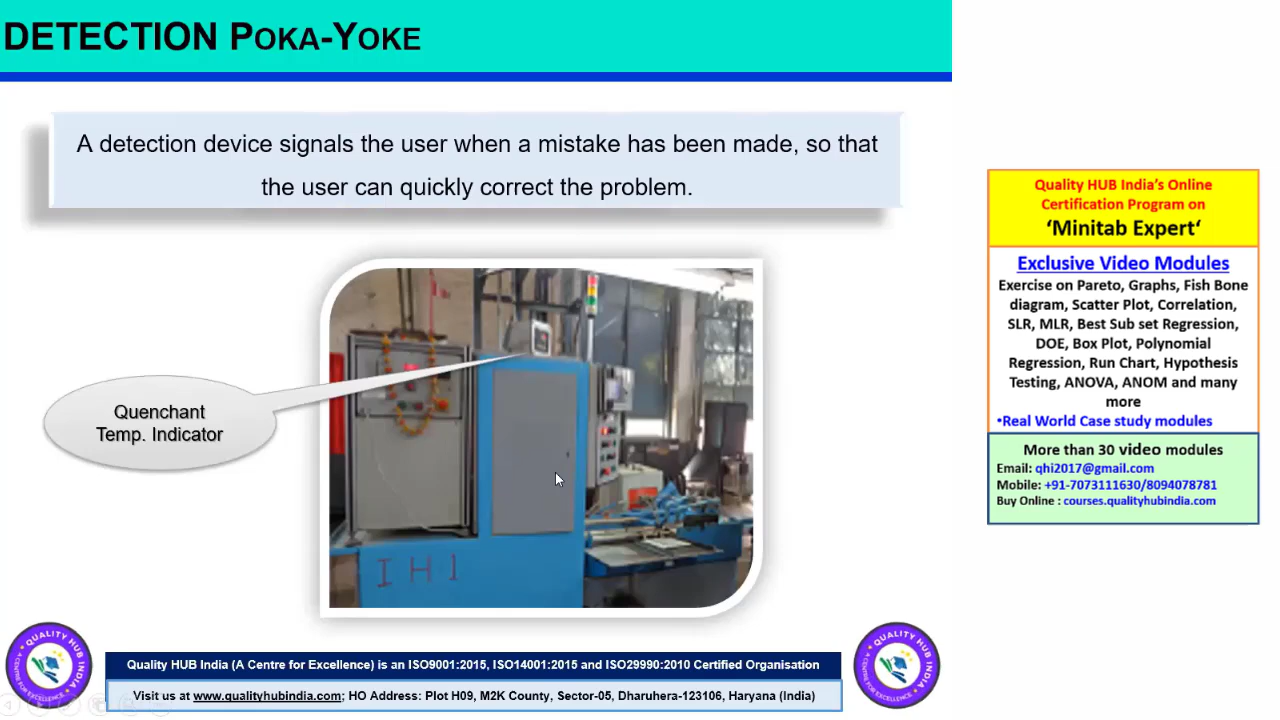 DETECTION POKA-YOKE
A detection device signals the user when a mistake has been made, so that
the user can quickly correct the problem.
Quenchant
Temp. Indicator
IH1
QUALITY HUB INDIA
A CENTRE FOR EXCELLENCE
Quality HUB India (A Centre for Excellence) is an ISO9001:2015, ISO14001:2015 and ISO29990:2010 Certified Organisation
Visit us at www.qualityhubindia.com; HO Address: Plot H09, M2K County, Sector-05, Dharuhera-123106, Haryana (India)
QUALITY HUB INDIA
A CENTRE FOR EXCELLENCE
Quality HUB India's Online
Certification Program on
‘Minitab Expert‘
Exclusive Video Modules
Exercise on Pareto, Graphs, Fish Bone
diagram, Scatter Plot, Correlation,
SLR, MLR, Best Sub set Regression,
DOE, Box Plot, Polynomial
Regression, Run Chart, Hypothesis
Testing, ANOVA, ANOM and many
more
•Real World Case study modules
More than 30 video modules
Email: qhi2017@gmail.com
Mobile: +91-7073111630/8094078781
Buy Online : courses.qualityhubindia.com